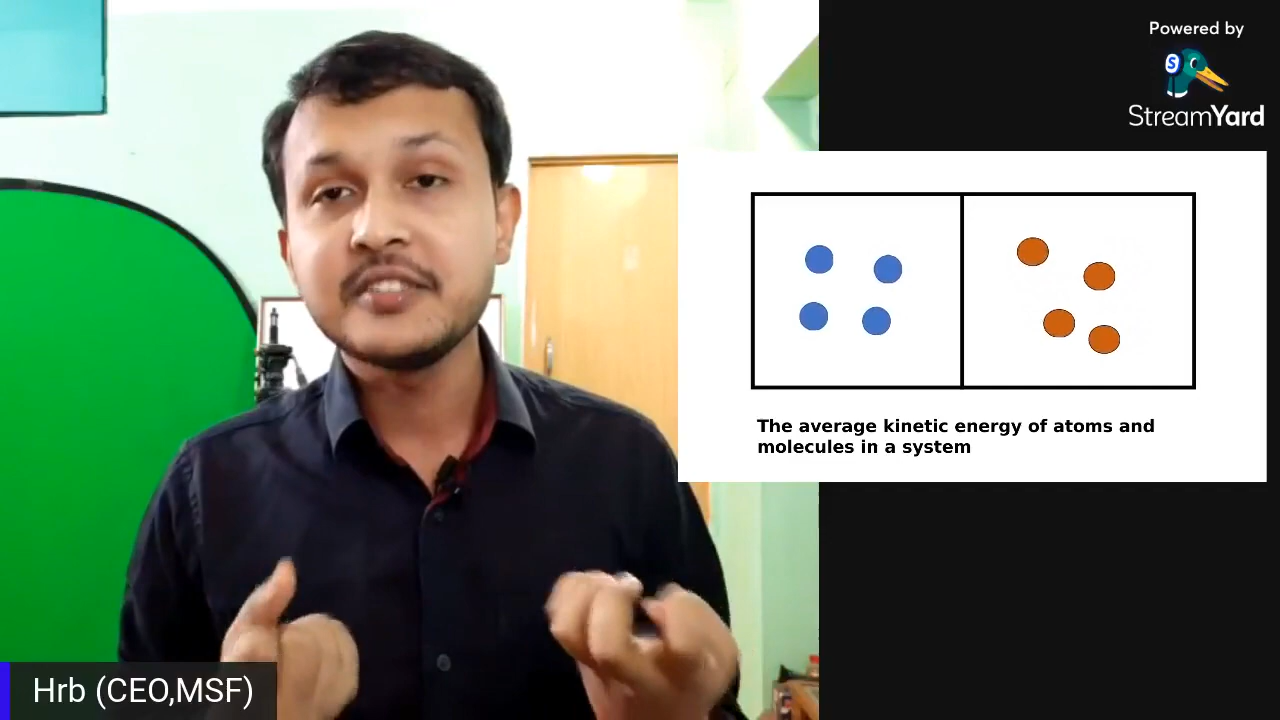 Powered by
S
StreamYard
The average kinetic energy of atoms and
molecules in a system
Hrb (CEO,MSF)